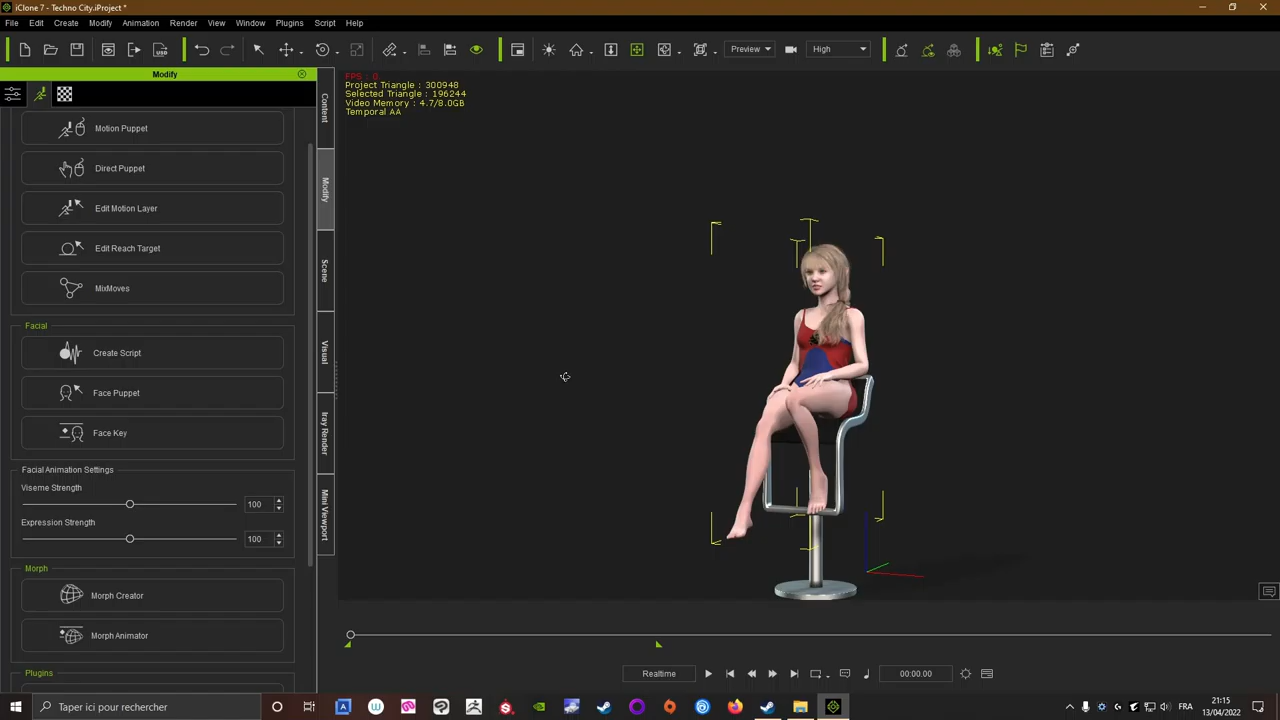 iClone 7 - Techno City.iProject *
File Edit Create Modify Animation Render View Window Plugins Script Help
Preview High
Modify
FPS : 0
Project Triangle : 300948
Selected Triangle : 196244
Video Memory : 4.7/8.0GB
Temporal AA
Content
Modify
Scene
Visual
Iray Render
Mini Viewport
Motion Puppet
Direct Puppet
Edit Motion Layer
Edit Reach Target
MixMoves
Facial
Create Script
Face Puppet
Face Key
Facial Animation Settings
Viseme Strength
100
Expression Strength
100
Morph
Morph Creator
Morph Animator
Plugins
Realtime
00:00.00
Taper ici pour rechercher
FRA
21:15
13/04/2022